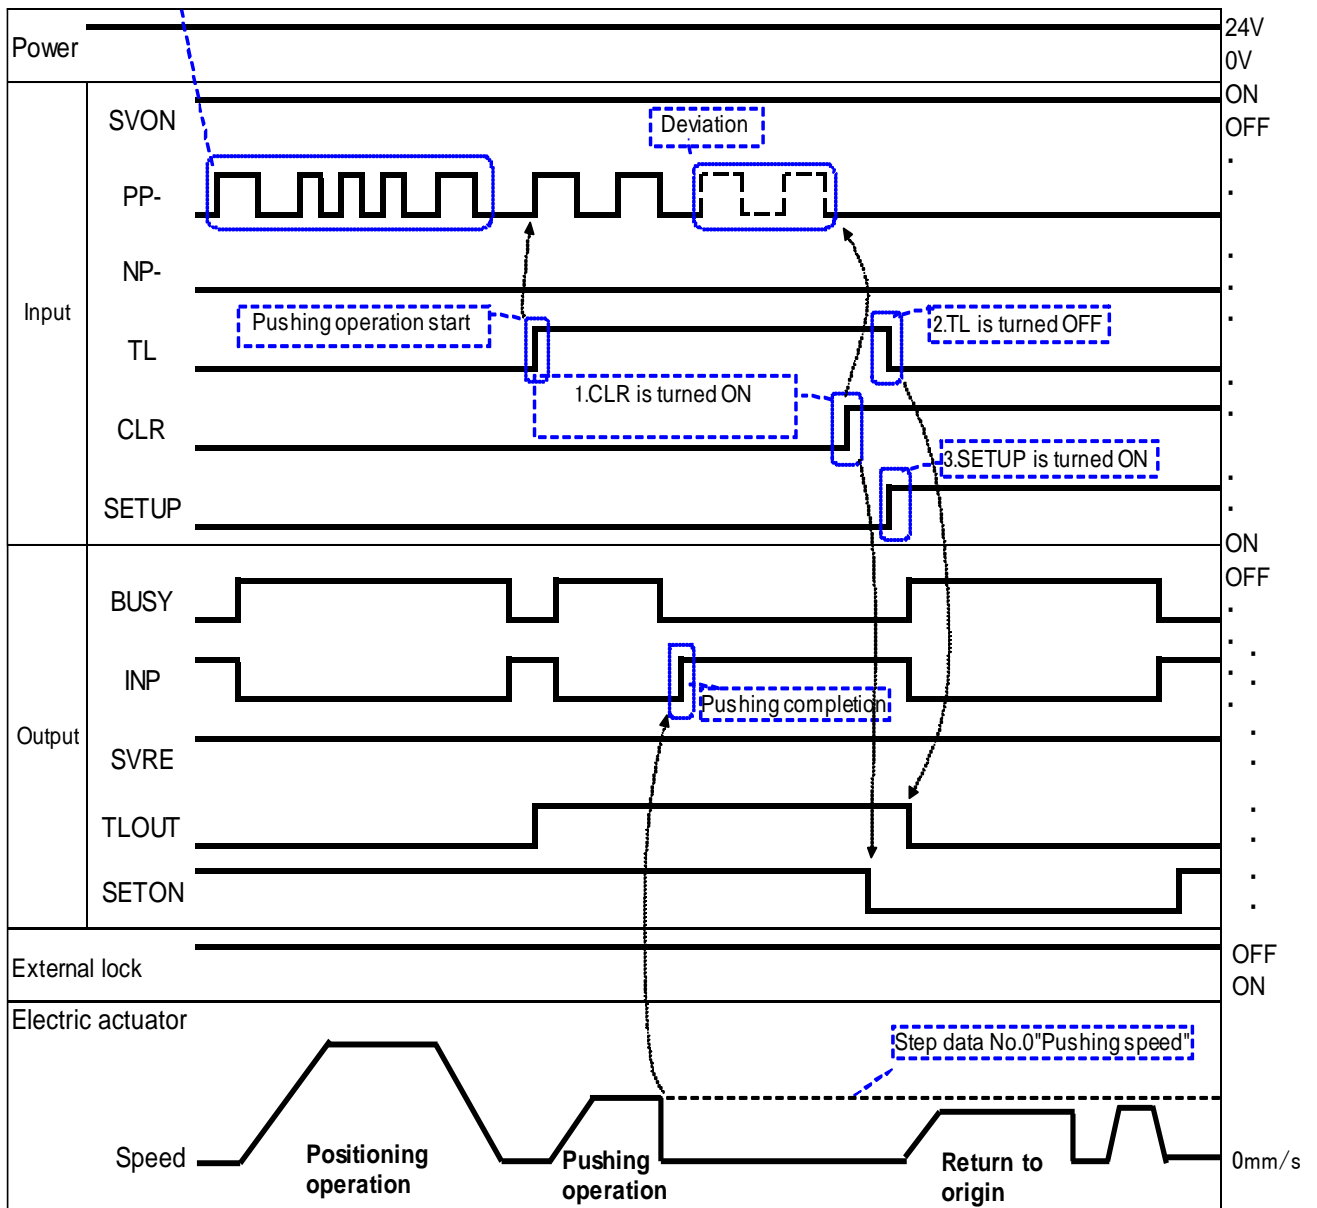 Power
24V
0V
Input
SVON
ON
OFF
Deviation
PP-
NP-
Pushing operation start
2.TL is turned OFF
TL
1.CLR is turned ON
CLR
3.SETUP is turned ON
SETUP
ON
OFF
Output
BUSY
INP
Pushing completion
SVRE
TLOUT
SETON
External lock
OFF
ON
Electric actuator
Step data No.0"Pushing speed"
Speed
Positioning
operation
Pushing
operation
Return to
origin
0mm/s